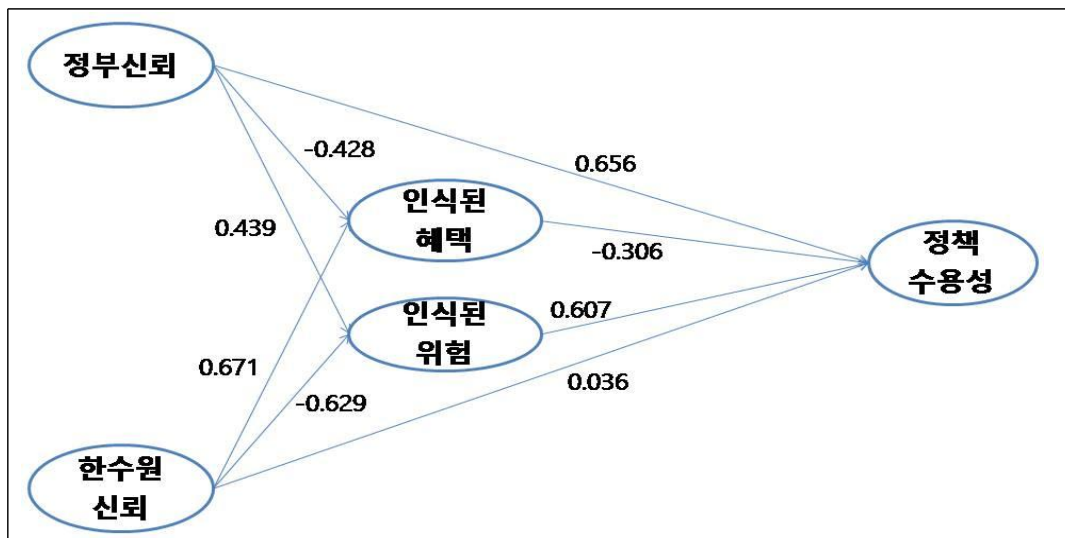 정부신뢰
-0.428
0.656
인식된
혜택
0.439
-0.306
정책
수용성
인식된
위험
0.607
0.671
-0.629
0.036
한수원
신뢰